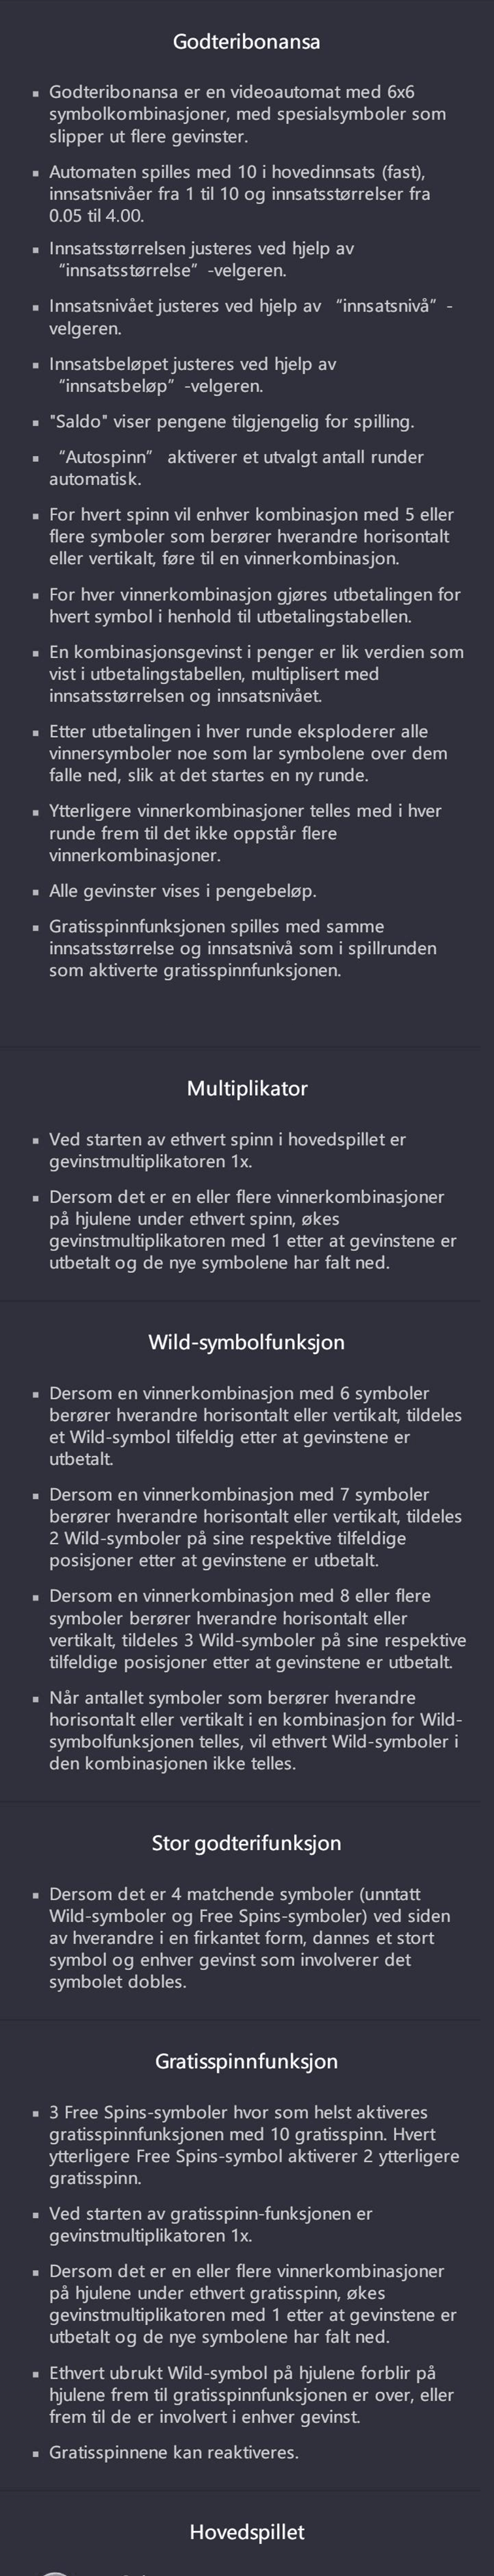 Godteribonansa
▪ Godteribonansa er en videoautomat med 6x6
symbolkombinasjoner, med spesialsymboler som
slipper ut flere gevinster.
▪ Automaten spilles med 10 i hovedinnsats (fast),
innsatsnivåer fra 1 til 10 og innsatsstørrelser fra
0.05 til 4.00.
▪ Innsatsstørrelsen justeres ved hjelp av
“innsatsstørrelse” -velgeren.
▪ Innsatsnivået justeres ved hjelp av “innsatsnivå” -
velgeren.
▪ Innsatsbeløpet justeres ved hjelp av
“innsatsbeløp” -velgeren.
▪ "Saldo" viser pengene tilgjengelig for spilling.
▪ “Autospinn” aktiverer et utvalgt antall runder
automatisk.
▪ For hvert spinn vil enhver kombinasjon med 5 eller
flere symboler som berører hverandre horisontalt
eller vertikalt, føre til en vinnerkombinasjon.
▪ For hver vinnerkombinasjon gjøres utbetalingen for
hvert symbol i henhold til utbetalingstabellen.
▪ En kombinasjonsgevinst i penger er lik verdien som
vist i utbetalingstabellen, multiplisert med
innsatsstørrelsen og innsatsnivået.
▪ Etter utbetalingen i hver runde eksploderer alle
vinnersymboler noe som lar symbolene over dem
falle ned, slik at det startes en ny runde.
▪ Ytterligere vinnerkombinasjoner telles med i hver
runde frem til det ikke oppstår flere
vinnerkombinasjoner.
▪ Alle gevinster vises i pengebeløp.
▪ Gratisspinnfunksjonen spilles med samme
innsatsstørrelse og innsatsnivå som i spillrunden
som aktiverte gratisspinnfunksjonen.
Multiplikator
▪ Ved starten av ethvert spinn i hovedspillet er
gevinstmultiplikatoren 1x.
▪ Dersom det er en eller flere vinnerkombinasjoner
på hjulene under ethvert spinn, økes
gevinstmultiplikatoren med 1 etter at gevinstene er
utbetalt og de nye symbolene har falt ned.
Wild-symbolfunksjon
▪ Dersom en vinnerkombinasjon med 6 symboler
berører hverandre horisontalt eller vertikalt, tildeles
et Wild-symbol tilfeldig etter at gevinstene er
utbetalt.
▪ Dersom en vinnerkombinasjon med 7 symboler
berører hverandre horisontalt eller vertikalt, tildeles
2 Wild-symboler på sine respektive tilfeldige
posisjoner etter at gevinstene er utbetalt.
▪ Dersom en vinnerkombinasjon med 8 eller flere
symboler berører hverandre horisontalt eller
vertikalt, tildeles 3 Wild-symboler på sine respektive
tilfeldige posisjoner etter at gevinstene er utbetalt.
▪ Når antallet symboler som berører hverandre
horisontalt eller vertikalt i en kombinasjon for Wild-
symbolfunksjonen telles, vil ethvert Wild-symboler i
den kombinasjonen ikke telles.
Stor godterifunksjon
▪ Dersom det er 4 matchende symboler (unntatt
Wild-symboler og Free Spins-symboler) ved siden
av hverandre i en firkantet form, dannes et stort
symbol og enhver gevinst som involverer det
symbolet dobles.
Gratisspinnfunksjon
▪ 3 Free Spins-symboler hvor som helst aktiveres
gratisspinnfunksjonen med 10 gratisspinn. Hvert
ytterligere Free Spins-symbol aktiverer 2 ytterligere
gratisspinn.
▪ Ved starten av gratisspinn-funksjonen er
gevinstmultiplikatoren 1x.
▪ Dersom det er en eller flere vinnerkombinasjoner
på hjulene under ethvert gratisspinn, økes
gevinstmultiplikatoren med 1 etter at gevinstene er
utbetalt og de nye symbolene har falt ned.
▪ Ethvert ubrukt Wild-symbol på hjulene forblir på
hjulene frem til gratisspinnfunksjonen er over, eller
frem til de er involvert i enhver gevinst.
▪ Gratisspinnene kan reaktiveres.
Hovedspillet